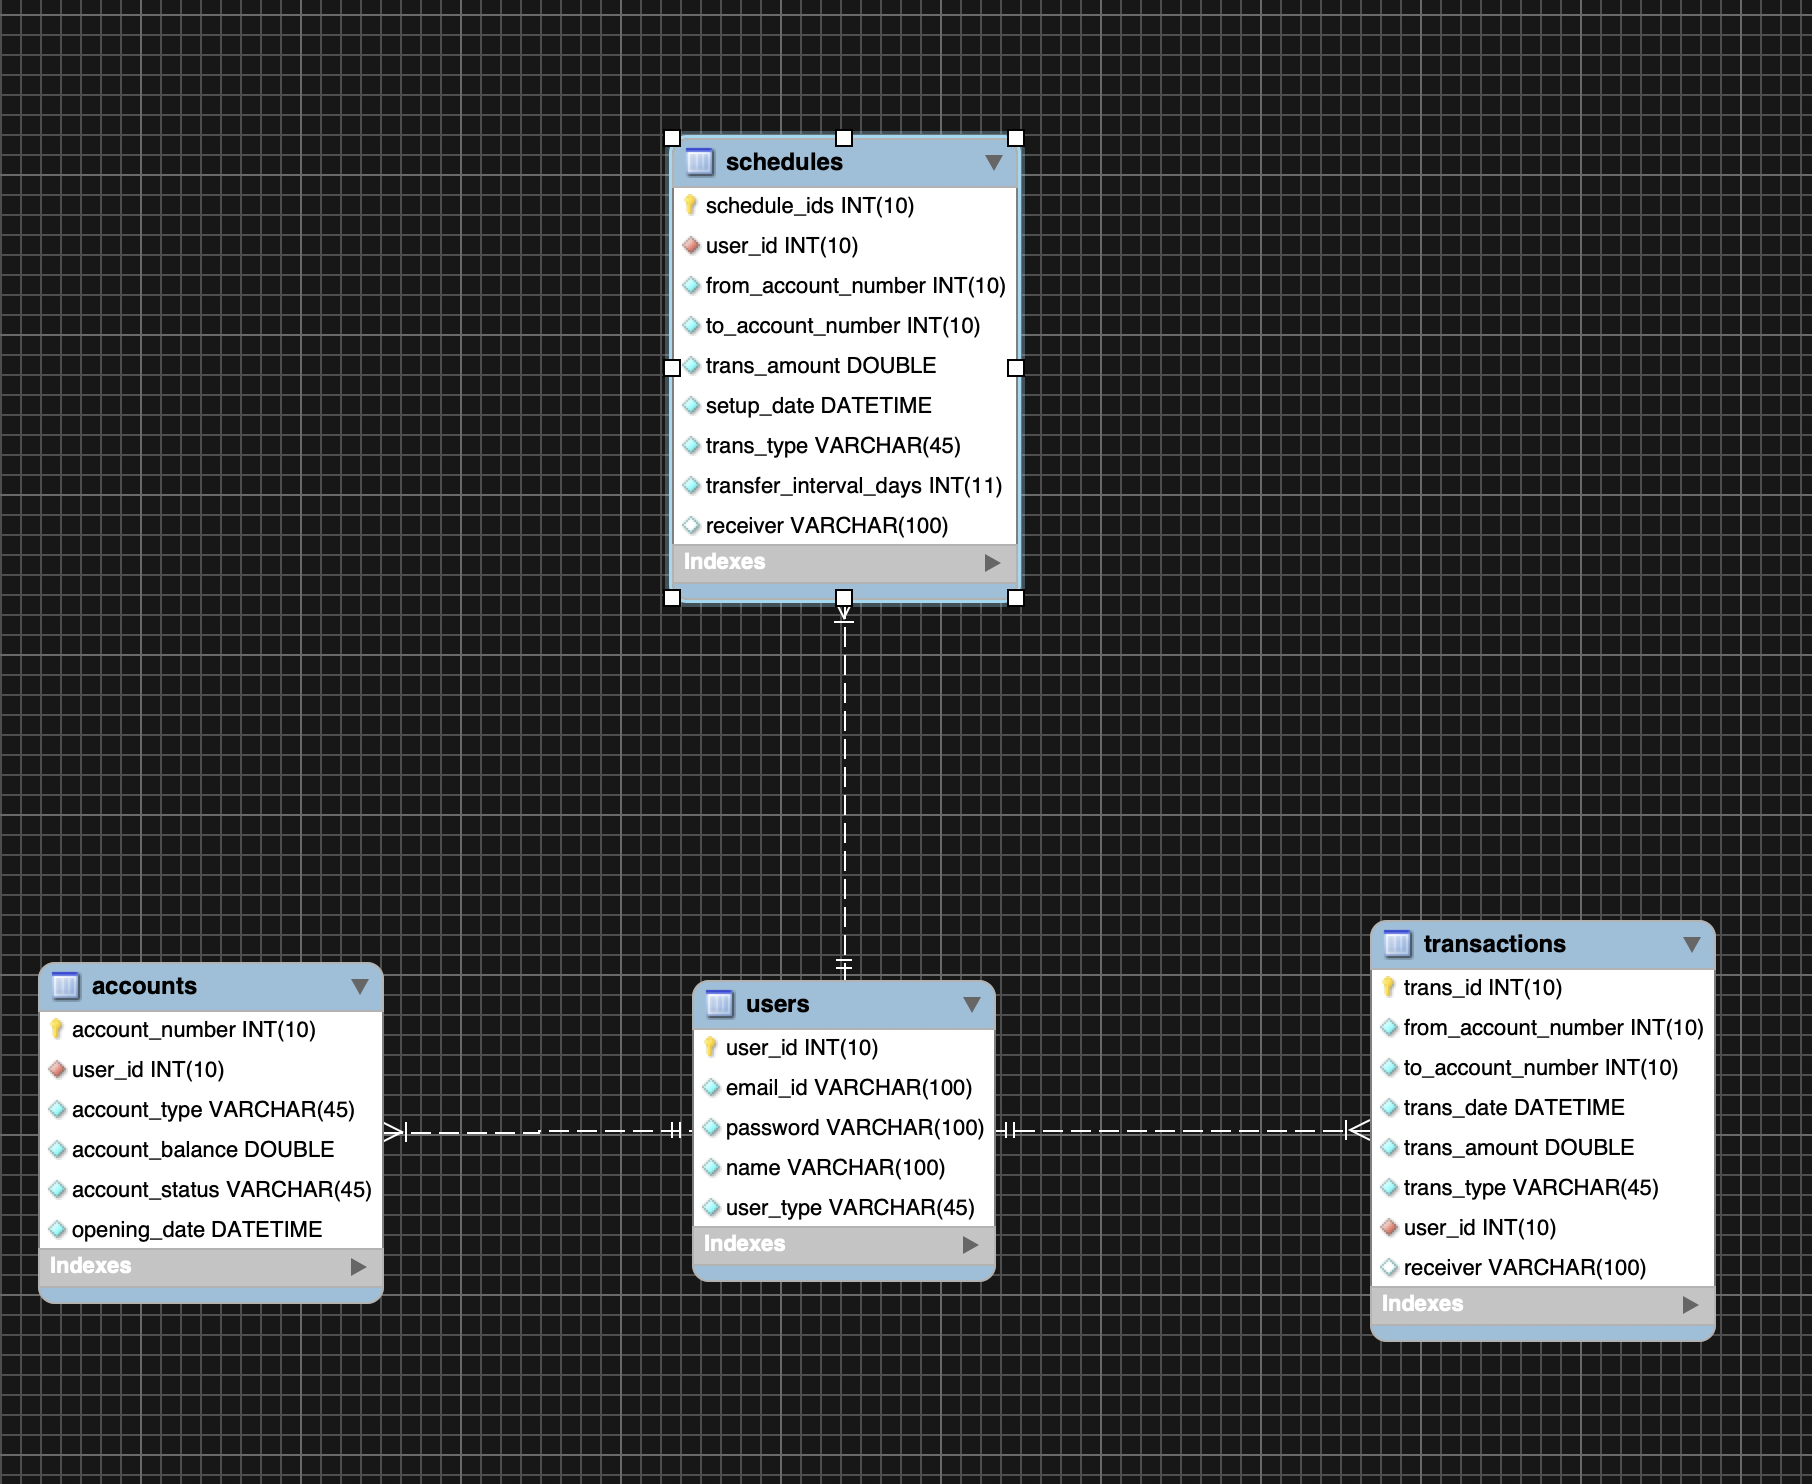 schedules
schedule_ids INT(10)
user_id INT(10)
from_account_number INT(10)
to_account_number INT(10)
trans_amount DOUBLE
setup_date DATETIME
trans_type VARCHAR(45)
transfer_interval_days INT(11)
receiver VARCHAR(100)
Indexes
accounts
account_number INT(10)
user_id INT(10)
account_type VARCHAR(45)
account_balance DOUBLE
account_status VARCHAR(45)
opening_date DATETIME
Indexes
users
user_id INT(10)
email_id VARCHAR(100)
password VARCHAR(100)
name VARCHAR(100)
user_type VARCHAR(45)
Indexes
transactions
trans_id INT(10)
from_account_number INT(10)
to_account_number INT(10)
trans_date DATETIME
trans_amount DOUBLE
trans_type VARCHAR(45)
user_id INT(10)
receiver VARCHAR(100)
Indexes